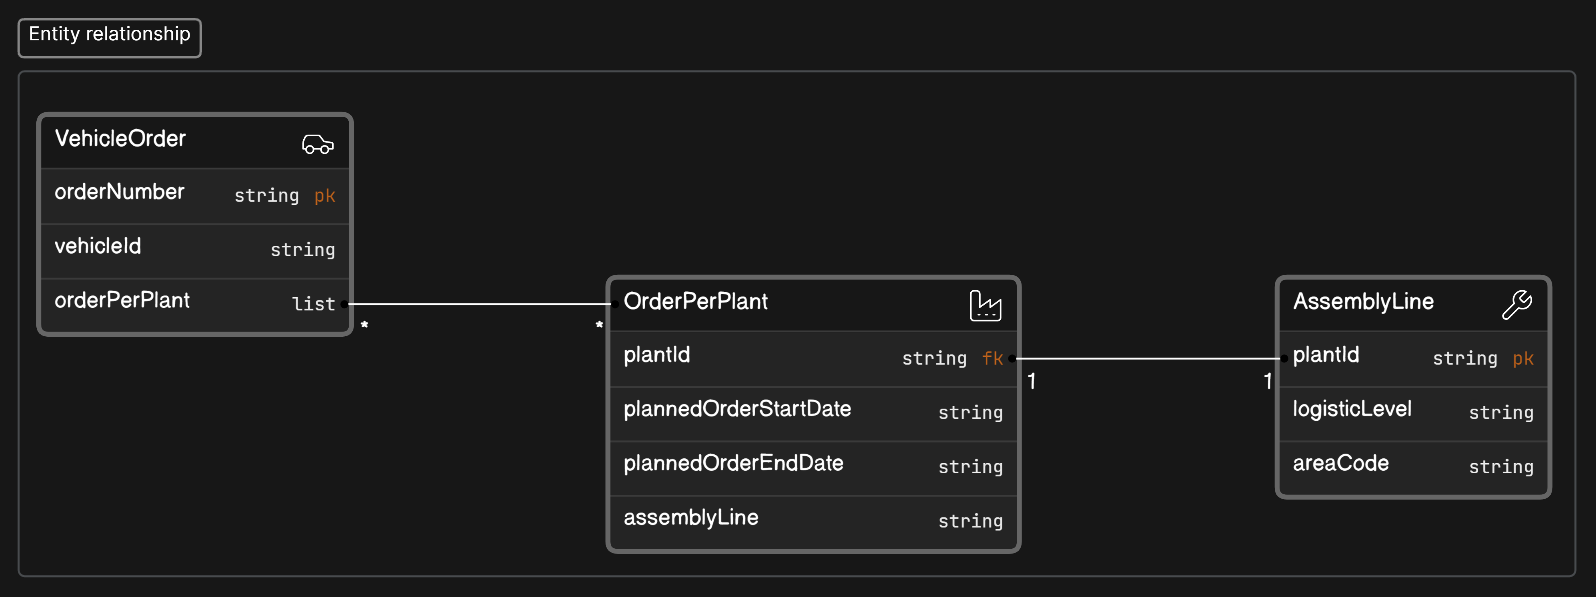 Entity relationship
VehicleOrder
orderNumber string pk
vehicleId string
orderPerPlant list
*
*
OrderPerPlant
plantId string fk
plannedOrderStartDate string
plannedOrderEndDate string
assemblyLine string
1
1
AssemblyLine
plantId string pk
logisticLevel string
areaCode string